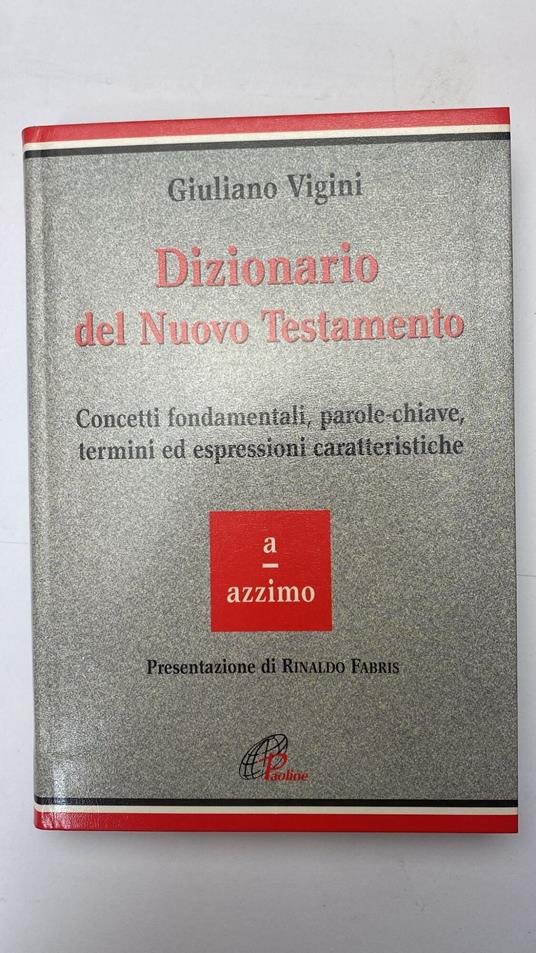 Giuliano Vigini
Dizionario
del Nuovo Testamento
Concetti fondamentali, parole-chiave,
termini ed espressioni caratteristiche
a
–
azzimo
Presentazione di RINALDO FABRIS
Paoline